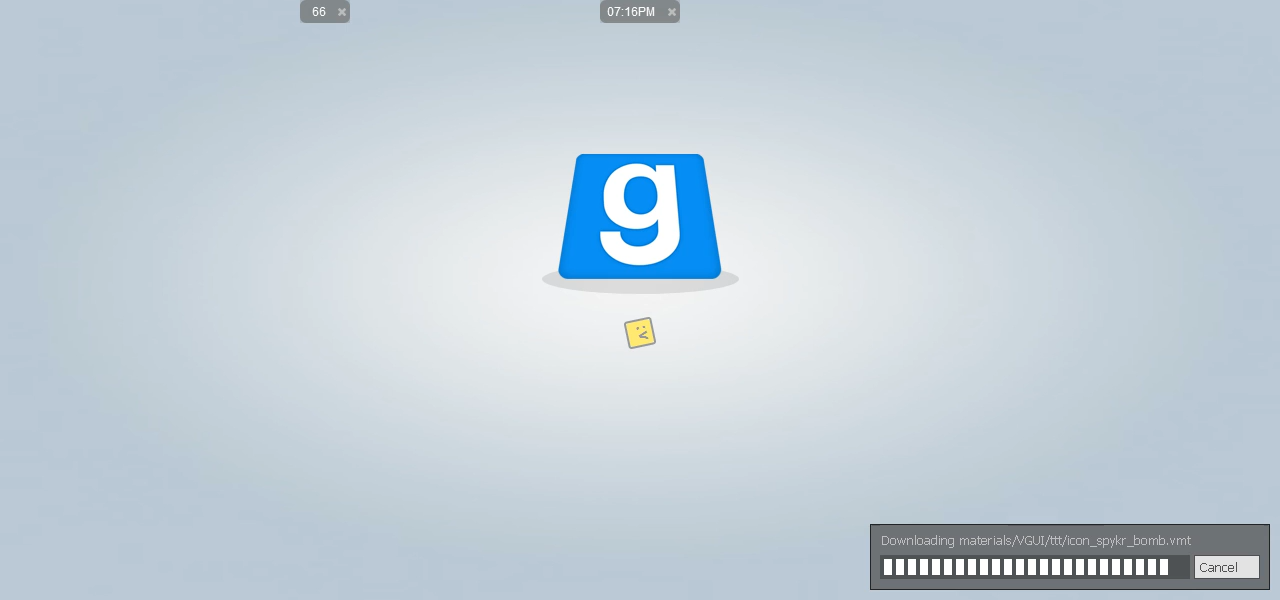 66
07:16PM
g
Downloading materials/VGUI/ttt/icon_spykr_bomb.vmt
Cancel